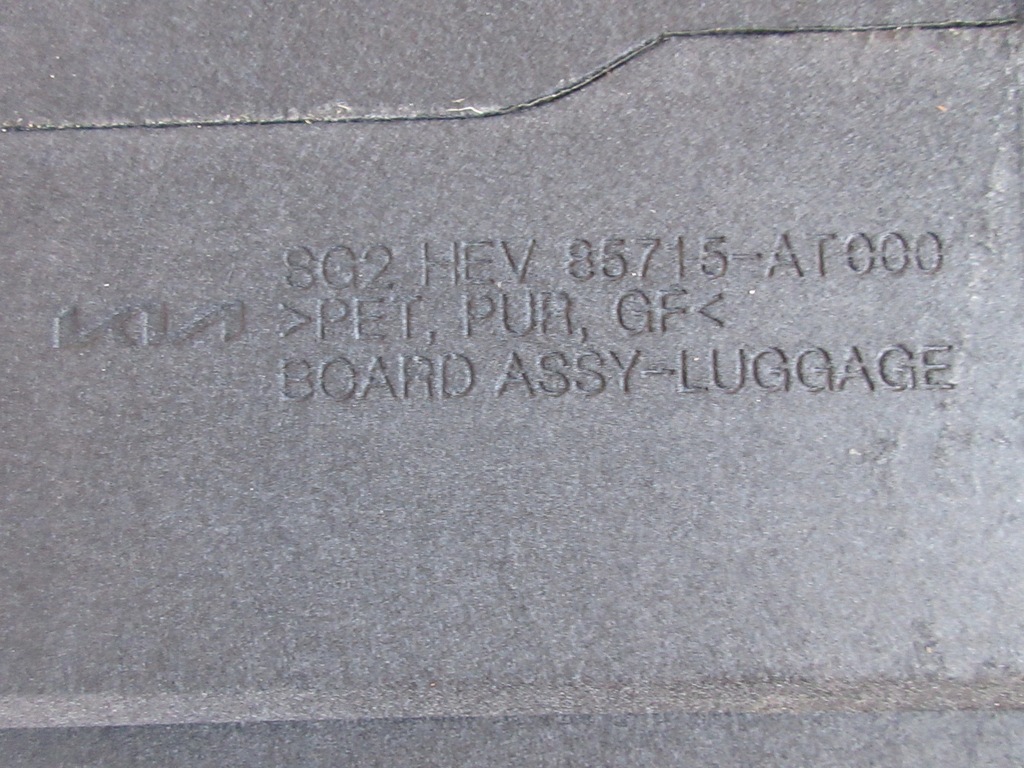 SG2 HEV 85715-AT000
KIA >PET, PUR, GF<
BOARD ASSY-LUGGAGE